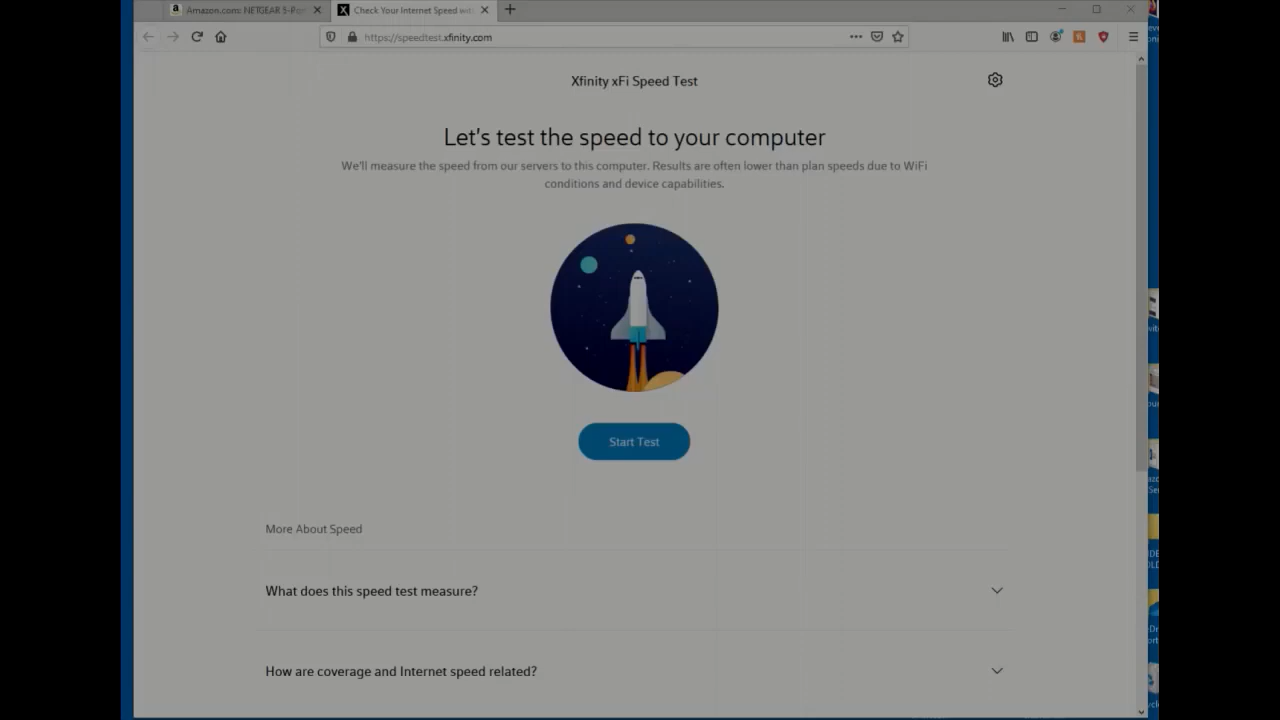 Amazon.com: NETGEAR 5-Por
Check Your Internet Speed with
https://speedtest.xfinity.com
Xfinity xFi Speed Test
Let's test the speed to your computer
We'll measure the speed from our servers to this computer. Results are often lower than plan speeds due to WiFi
conditions and device capabilities.
Start Test
More About Speed
What does this speed test measure?
How are coverage and Internet speed related?